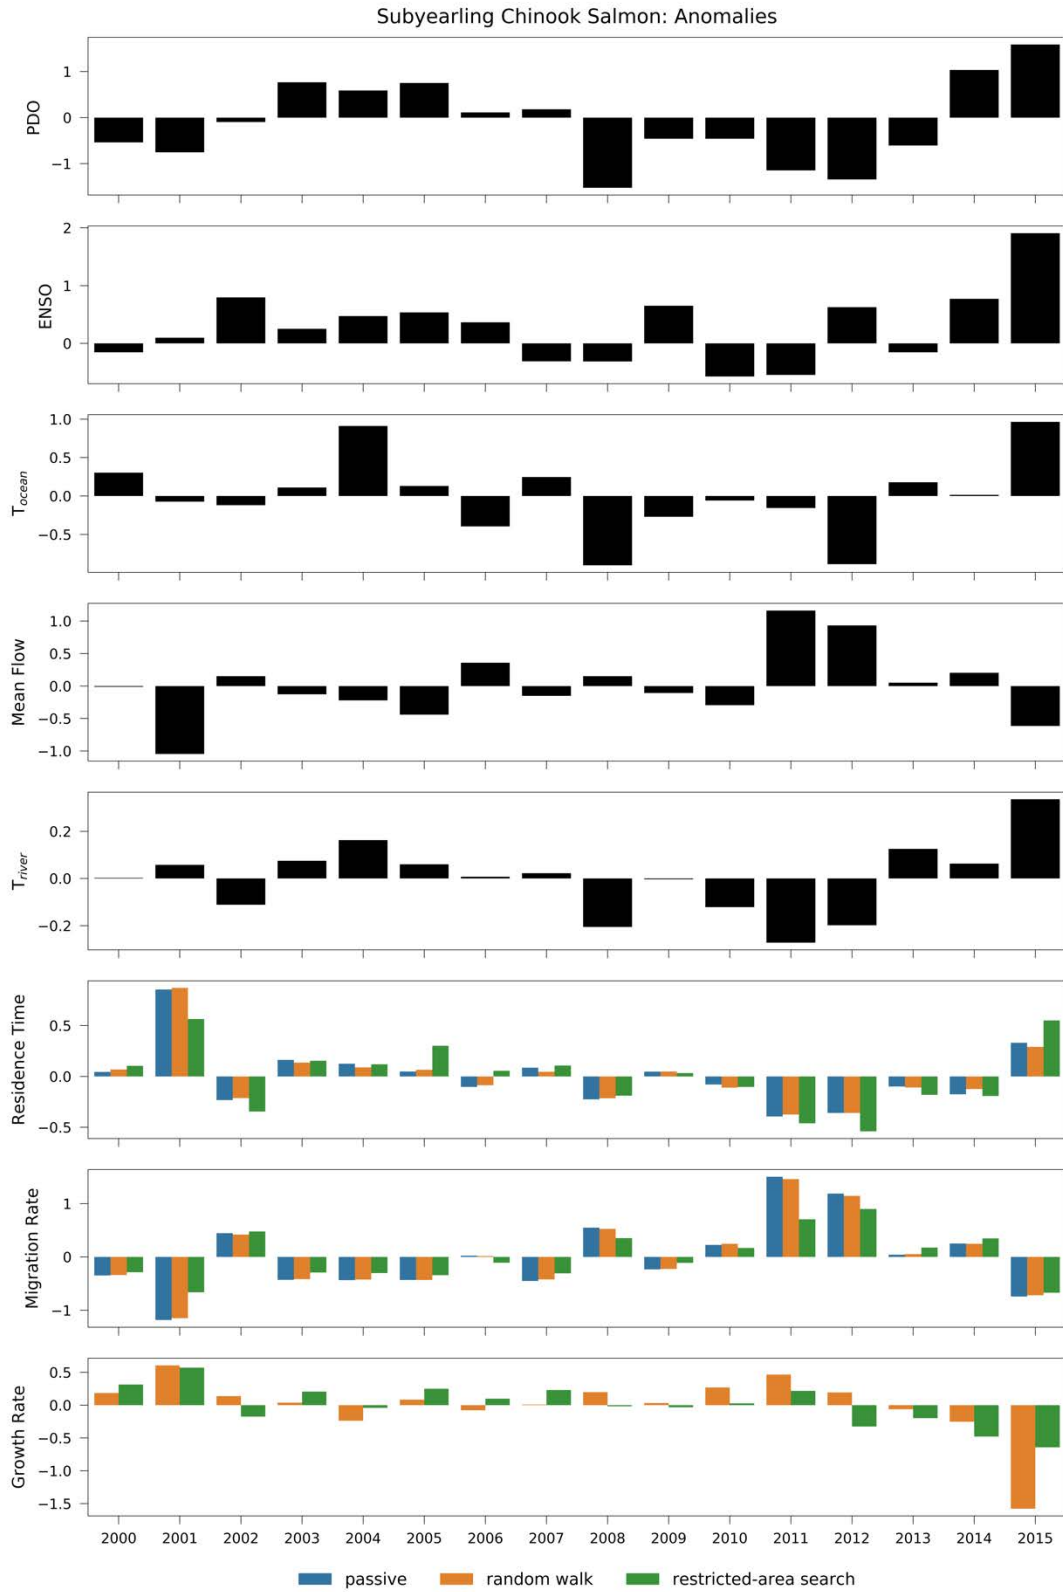 Subyearling Chinook Salmon: Anomalies
PDO
1
0
−1
ENSO
2
1
0
T_ocean
1.0
0.5
0.0
−0.5
Mean Flow
1.0
0.5
0.0
−0.5
−1.0
T_river
0.2
0.0
−0.2
Residence Time
0.5
0.0
−0.5
Migration Rate
1
0
−1
Growth Rate
0.5
0.0
−0.5
−1.0
−1.5
2000 2001 2002 2003 2004 2005 2006 2007 2008 2009 2010 2011 2012 2013 2014 2015
passive random walk restricted-area search